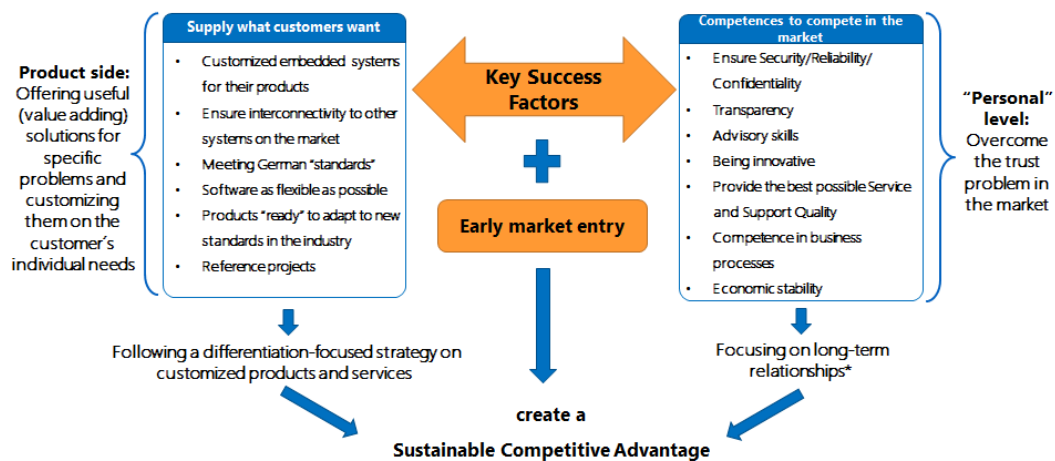 Supply what customers want
Product side:
Offering useful
(value adding)
solutions for
specific
problems and
customizing
them on the
customer´s
individual needs
• Customized embedded systems
for their products
• Ensure interconnectivity to other
systems on the market
• Meeting German “standards”
• Software as flexible as possible
• Products “ready” to adapt to new
standards in the industry
• Reference projects
Key Success
Factors
Early market entry
Competences to compete in the
market
• Ensure Security/Reliability/
Confidentiality
• Transparency
• Advisory skills
• Being innovative
• Provide the best possible Service
and Support Quality
• Competence in business
processes
• Economic stability
“Personal”
level:
Overcome
the trust
problem in
the market
Following a differentiation-focused strategy on
customized products and services
Focusing on long-term
relationships*
create a
Sustainable Competitive Advantage